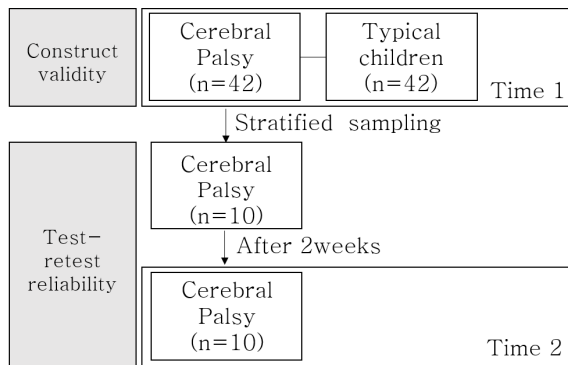 Construct
validity
Cerebral
Palsy
(n=42)
Typical
children
(n=42)
Time 1
Stratified sampling
Test-
retest
reliability
Cerebral
Palsy
(n=10)
After 2weeks
Cerebral
Palsy
(n=10)
Time 2